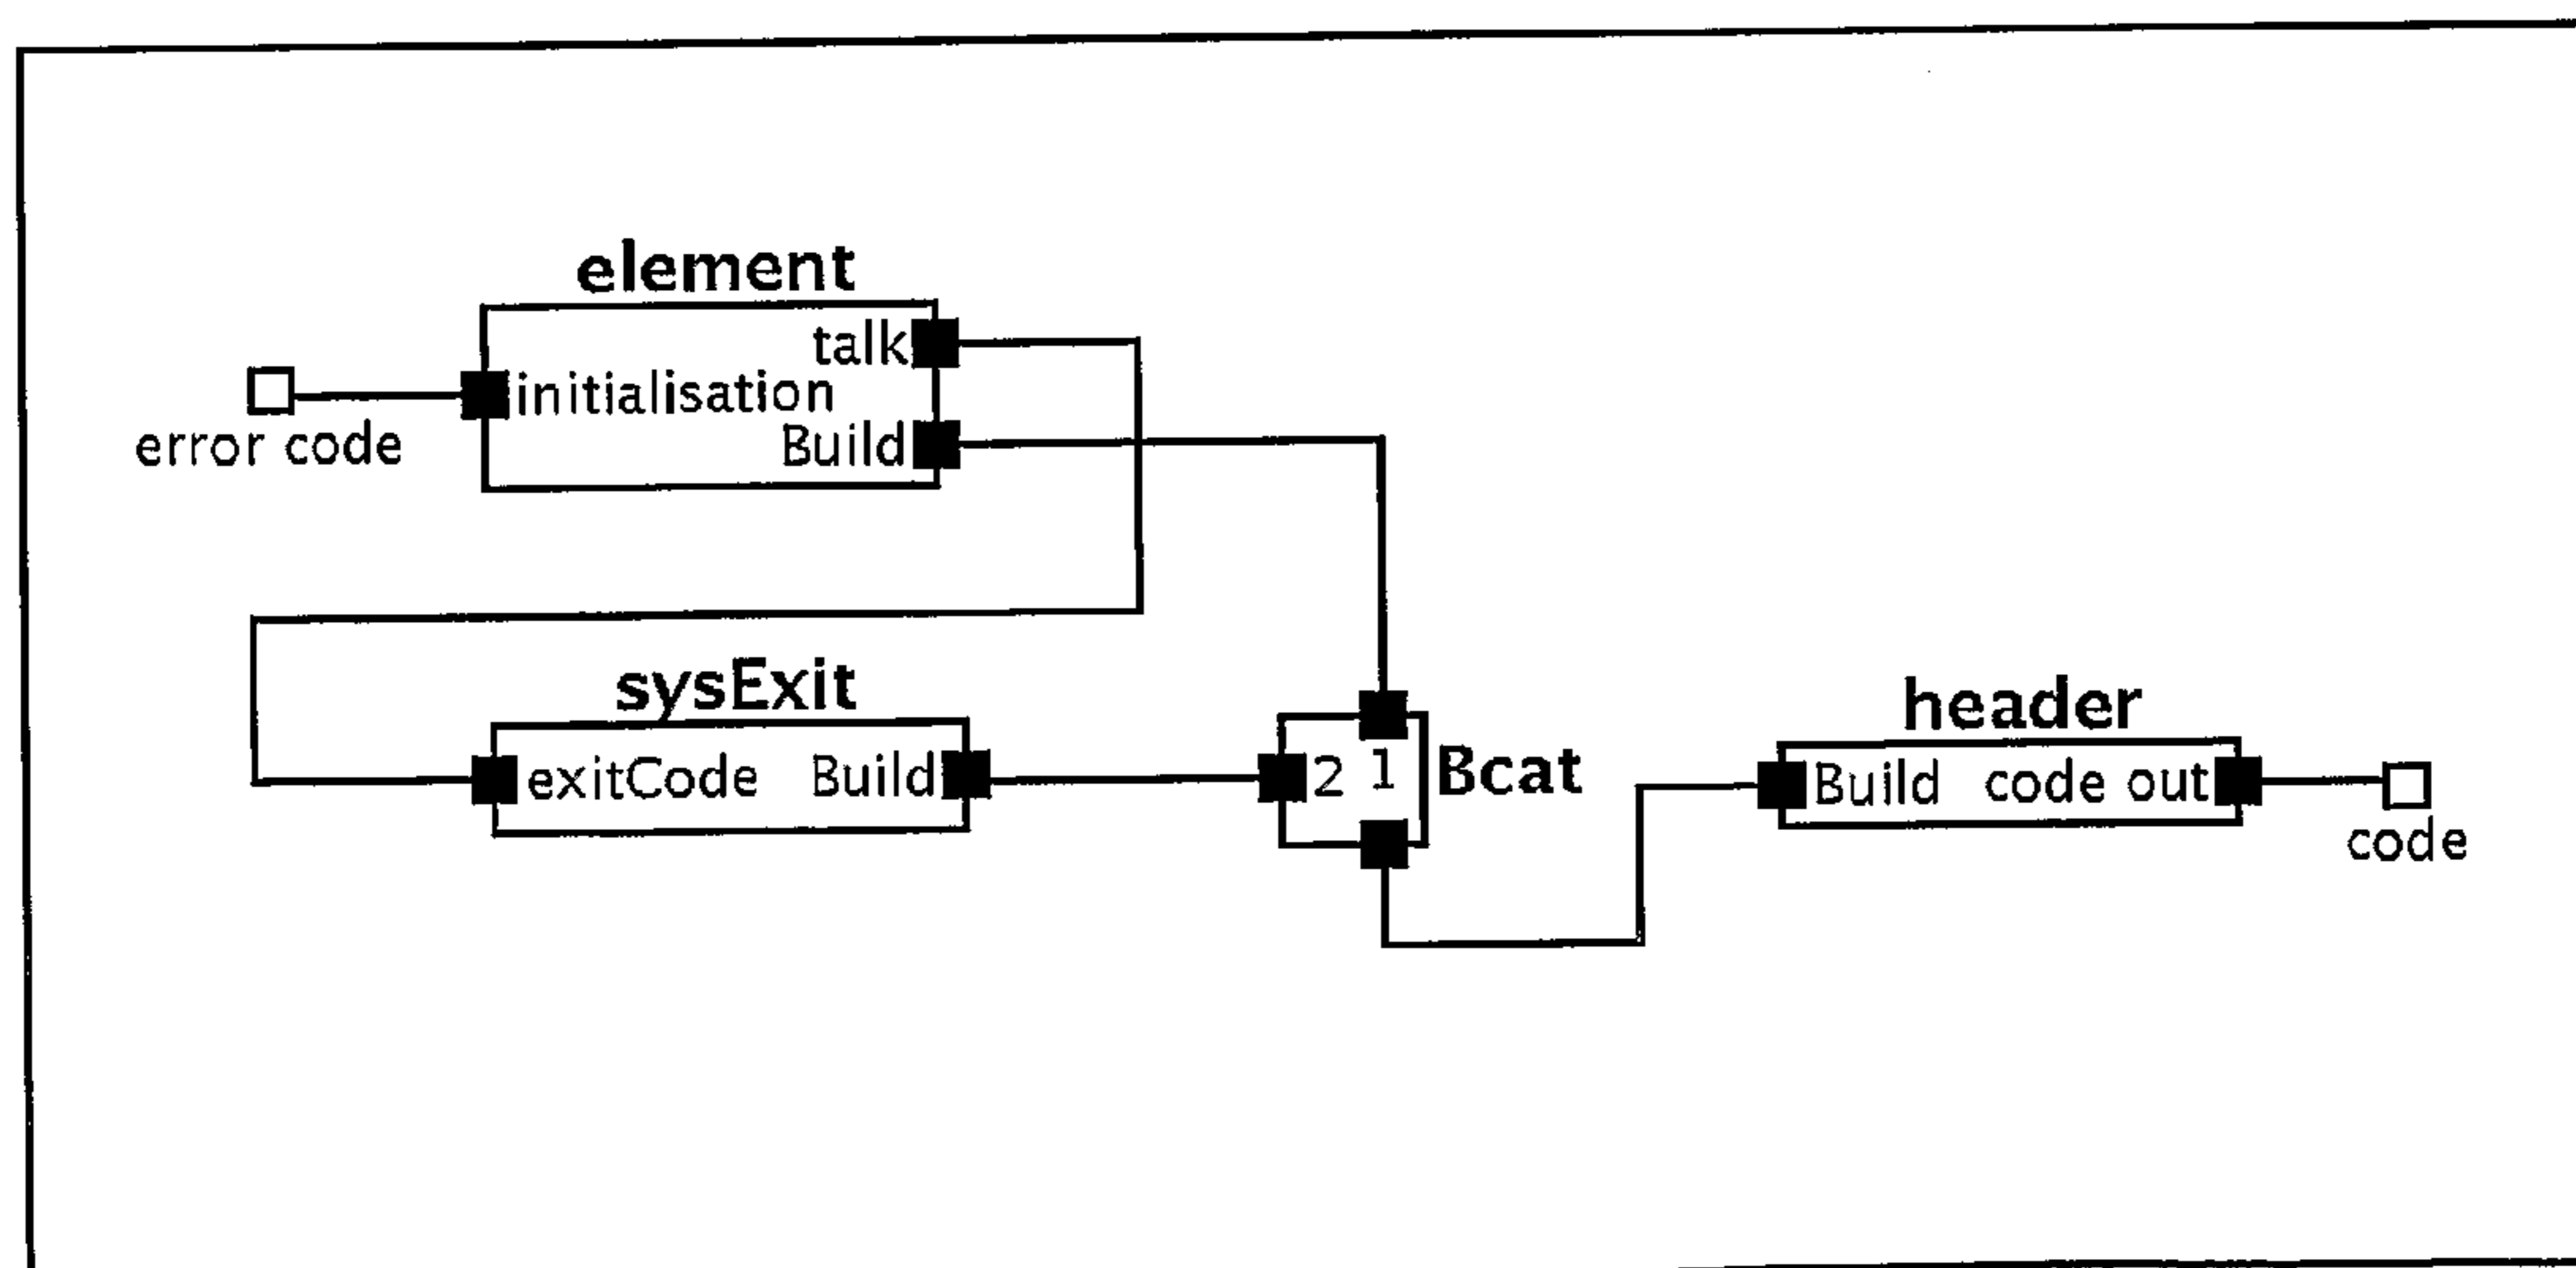 element
talk
initialisation
error code
Build
sysExit
exitCode Build
2 1 Bcat
header
Build code out
code